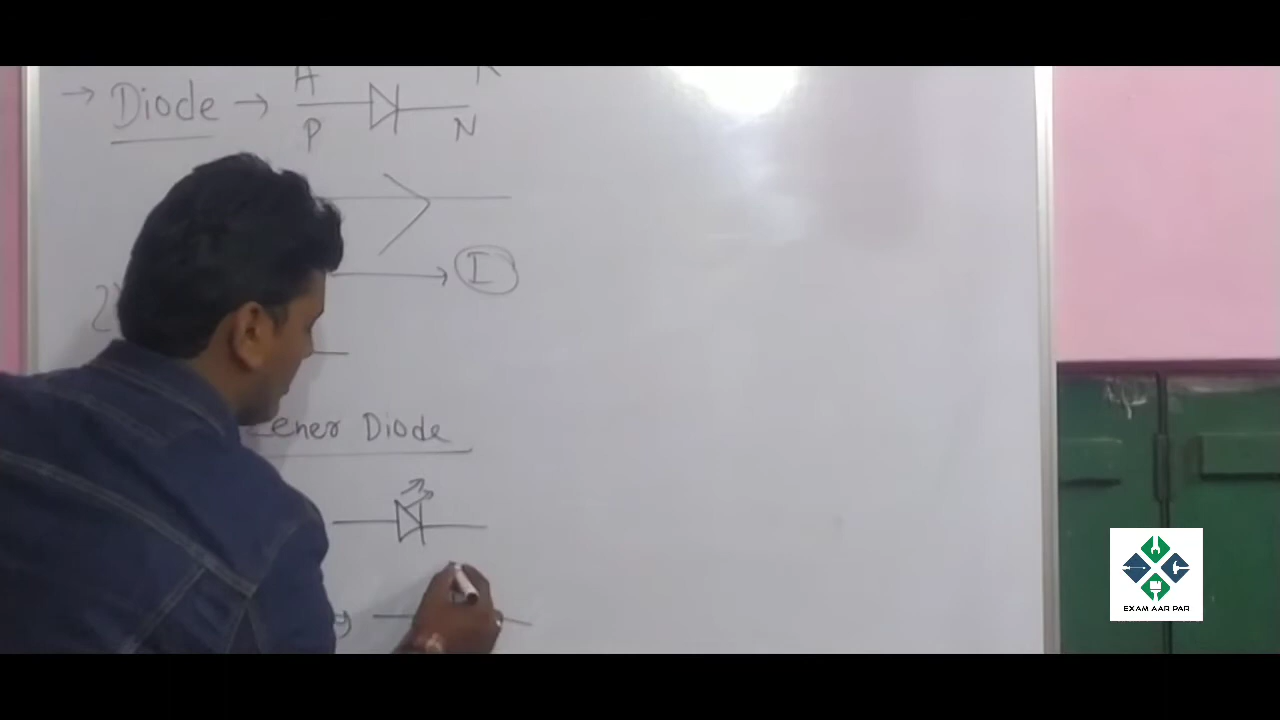 A K
→ Diode →
P N
I
ener Diode
EXAM AAR PAR